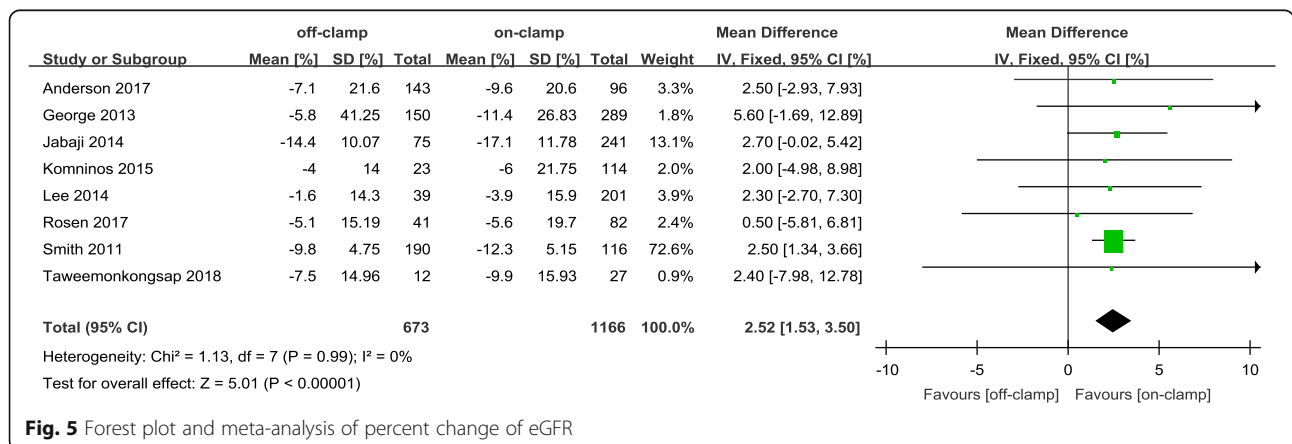 off-clamp on-clamp Mean Difference Mean Difference
Study or Subgroup Mean [%] SD [%] Total Mean [%] SD [%] Total Weight IV, Fixed, 95% CI [%] IV, Fixed, 95% CI [%]
Anderson 2017 -7.1 21.6 143 -9.6 20.6 96 3.3% 2.50 [-2.93, 7.93]
George 2013 -5.8 41.25 150 -11.4 26.83 289 1.8% 5.60 [-1.69, 12.89]
Jabaji 2014 -14.4 10.07 75 -17.1 11.78 241 13.1% 2.70 [-0.02, 5.42]
Komninos 2015 -4 14 23 -6 21.75 114 2.0% 2.00 [-4.98, 8.98]
Lee 2014 -1.6 14.3 39 -3.9 15.9 201 3.9% 2.30 [-2.70, 7.30]
Rosen 2017 -5.1 15.19 41 -5.6 19.7 82 2.4% 0.50 [-5.81, 6.81]
Smith 2011 -9.8 4.75 190 -12.3 5.15 116 72.6% 2.50 [1.34, 3.66]
Taweemonkongsap 2018 -7.5 14.96 12 -9.9 15.93 27 0.9% 2.40 [-7.98, 12.78]
Total (95% CI) 673 1166 100.0% 2.52 [1.53, 3.50]
Heterogeneity: Chi² = 1.13, df = 7 (P = 0.99); I² = 0%
Test for overall effect: Z = 5.01 (P < 0.00001)
-10 -5 0 5 10
Favours [off-clamp] Favours [on-clamp]
Fig. 5 Forest plot and meta-analysis of percent change of eGFR